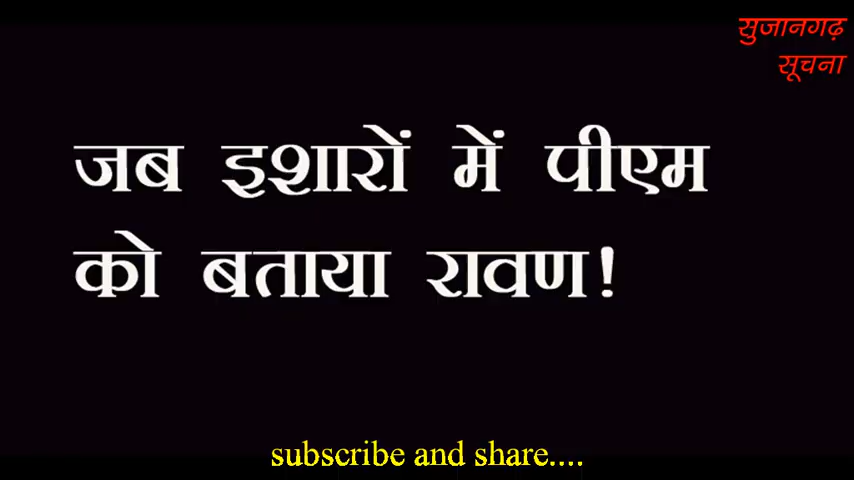 सुजानगढ़
सूचना
जब इशारों में पीएम
को बताया रावण!
subscribe and share....